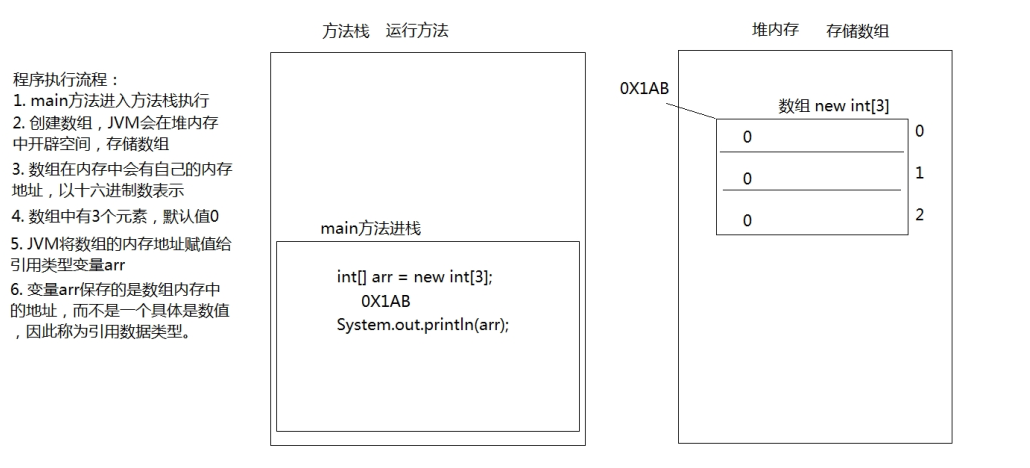 方法栈 运行方法
堆内存 存储数组
程序执行流程：
1. main方法进入方法栈执行
2. 创建数组，JVM会在堆内存
中开辟空间，存储数组
3. 数组在内存中会有自己的内存
地址，以十六进制数表示
4. 数组中有3个元素，默认值0
5. JVM将数组的内存地址赋值给
引用类型变量arr
6. 变量arr保存的是数组内存中
的地址，而不是一个具体是数值
，因此称为引用数据类型。
main方法进栈
int[] arr = new int[3];
0X1AB
System.out.println(arr);
0X1AB
数组 new int[3]
0 0
0 1
0 2